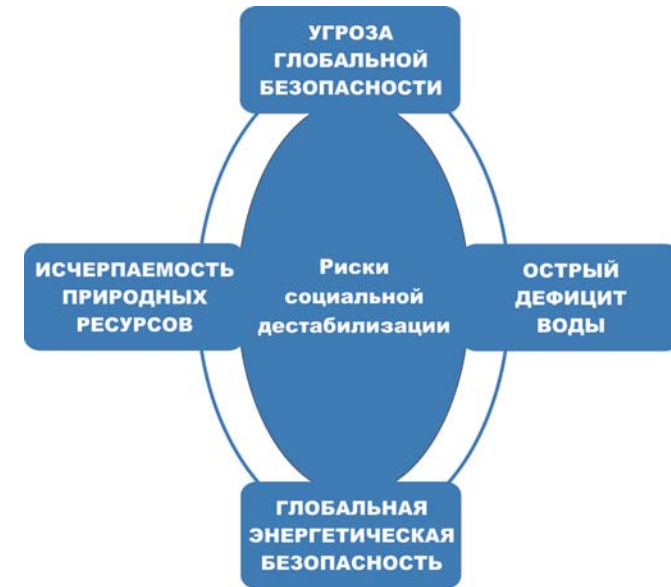 УГРОЗА
ГЛОБАЛЬНОЙ
БЕЗОПАСНОСТИ
ИСЧЕРПАЕМОСТЬ
ПРИРОДНЫХ
РЕСУРСОВ
Риски
социальной
дестабилизации
ОСТРЫЙ
ДЕФИЦИТ
ВОДЫ
ГЛОБАЛЬНАЯ
ЭНЕРГЕТИЧЕСКАЯ
БЕЗОПАСНОСТЬ